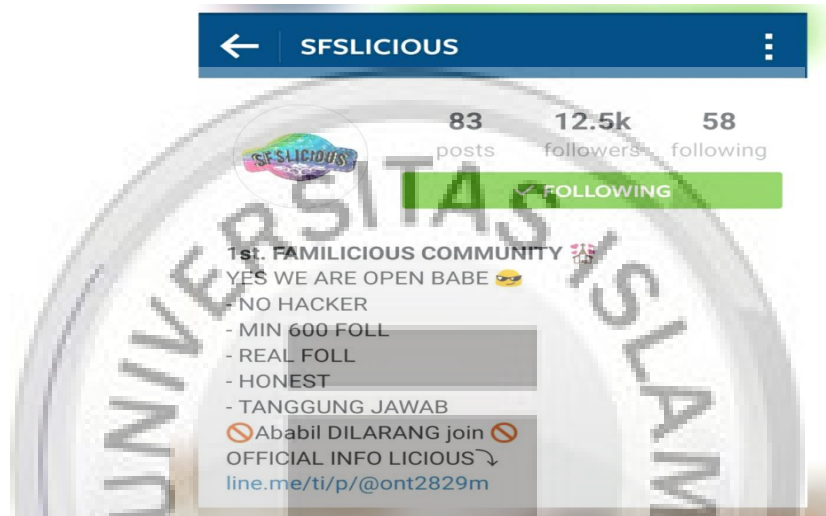 SFSLICIOUS
83 12.5k 58
posts followers following
SFSLICIOUS
✓ FOLLOWING
1st. FAMILICIOUS COMMUNITY 💒
YES WE ARE OPEN BABE 😎
- NO HACKER
- MIN 600 FOLL
- REAL FOLL
- HONEST
- TANGGUNG JAWAB
🚫Ababil DILARANG join 🚫
OFFICIAL INFO LICIOUS⤵
line.me/ti/p/@ont2829m
UNIVERSITAS ISLAM